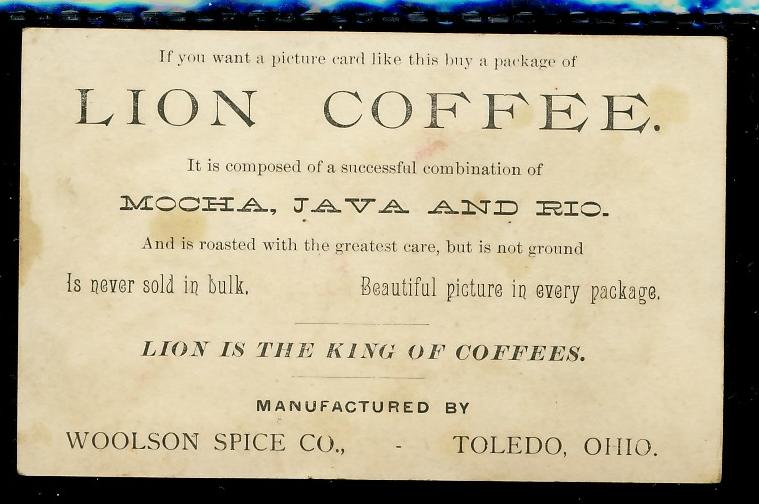 If you want a picture card like this buy a package of
LION COFFEE.
It is composed of a successful combination of
MOCHA, JAVA AND RIO.
And is roasted with the greatest care, but is not ground
Is never sold in bulk. Beautiful picture in every package.
LION IS THE KING OF COFFEES.
MANUFACTURED BY
WOOLSON SPICE CO., - TOLEDO, OHIO.